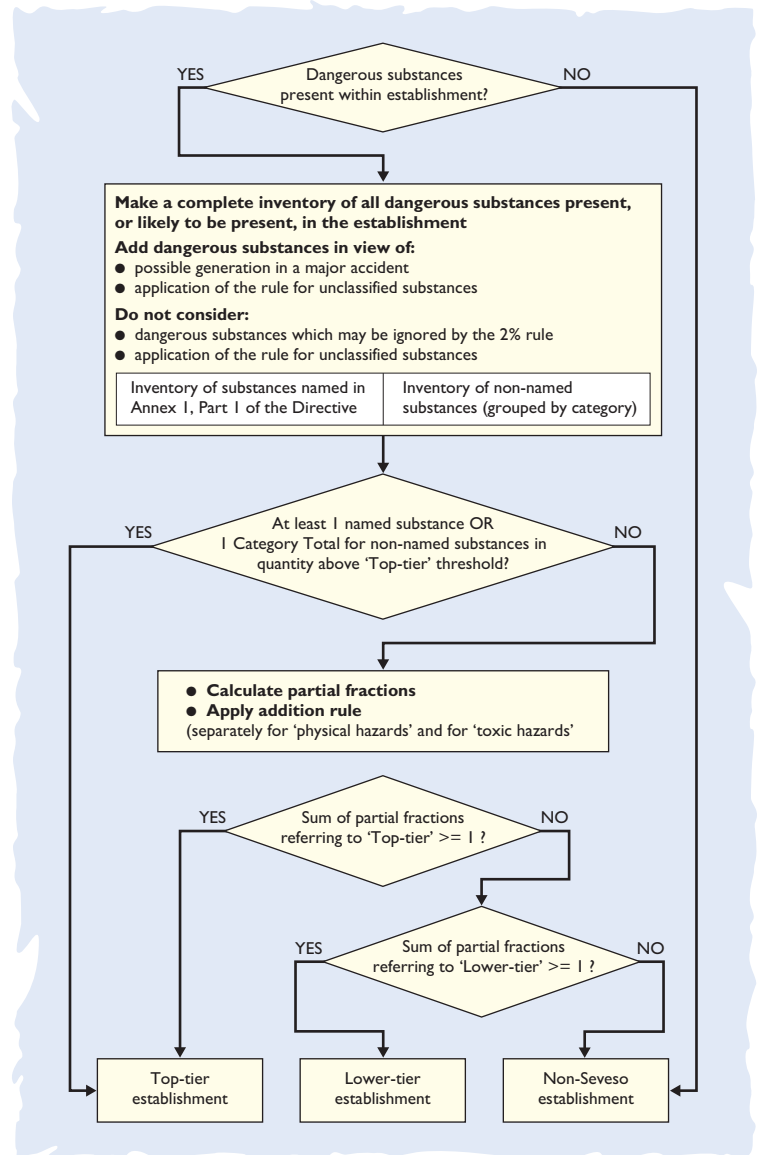 YES
Dangerous substances
present within establishment?
NO
Make a complete inventory of all dangerous substances present,
or likely to be present, in the establishment
Add dangerous substances in view of:
● possible generation in a major accident
● application of the rule for unclassified substances
Do not consider:
● dangerous substances which may be ignored by the 2% rule
● application of the rule for unclassified substances
Inventory of substances named in
Annex 1, Part 1 of the Directive
Inventory of non-named
substances (grouped by category)
YES
At least 1 named substance OR
1 Category Total for non-named substances in
quantity above ‘Top-tier’ threshold?
NO
● Calculate partial fractions
● Apply addition rule
(separately for ‘physical hazards’ and for ‘toxic hazards’
YES
Sum of partial fractions
referring to ‘Top-tier’ >= 1 ?
NO
YES
Sum of partial fractions
referring to ‘Lower-tier’ >= 1 ?
NO
Top-tier
establishment
Lower-tier
establishment
Non-Seveso
establishment